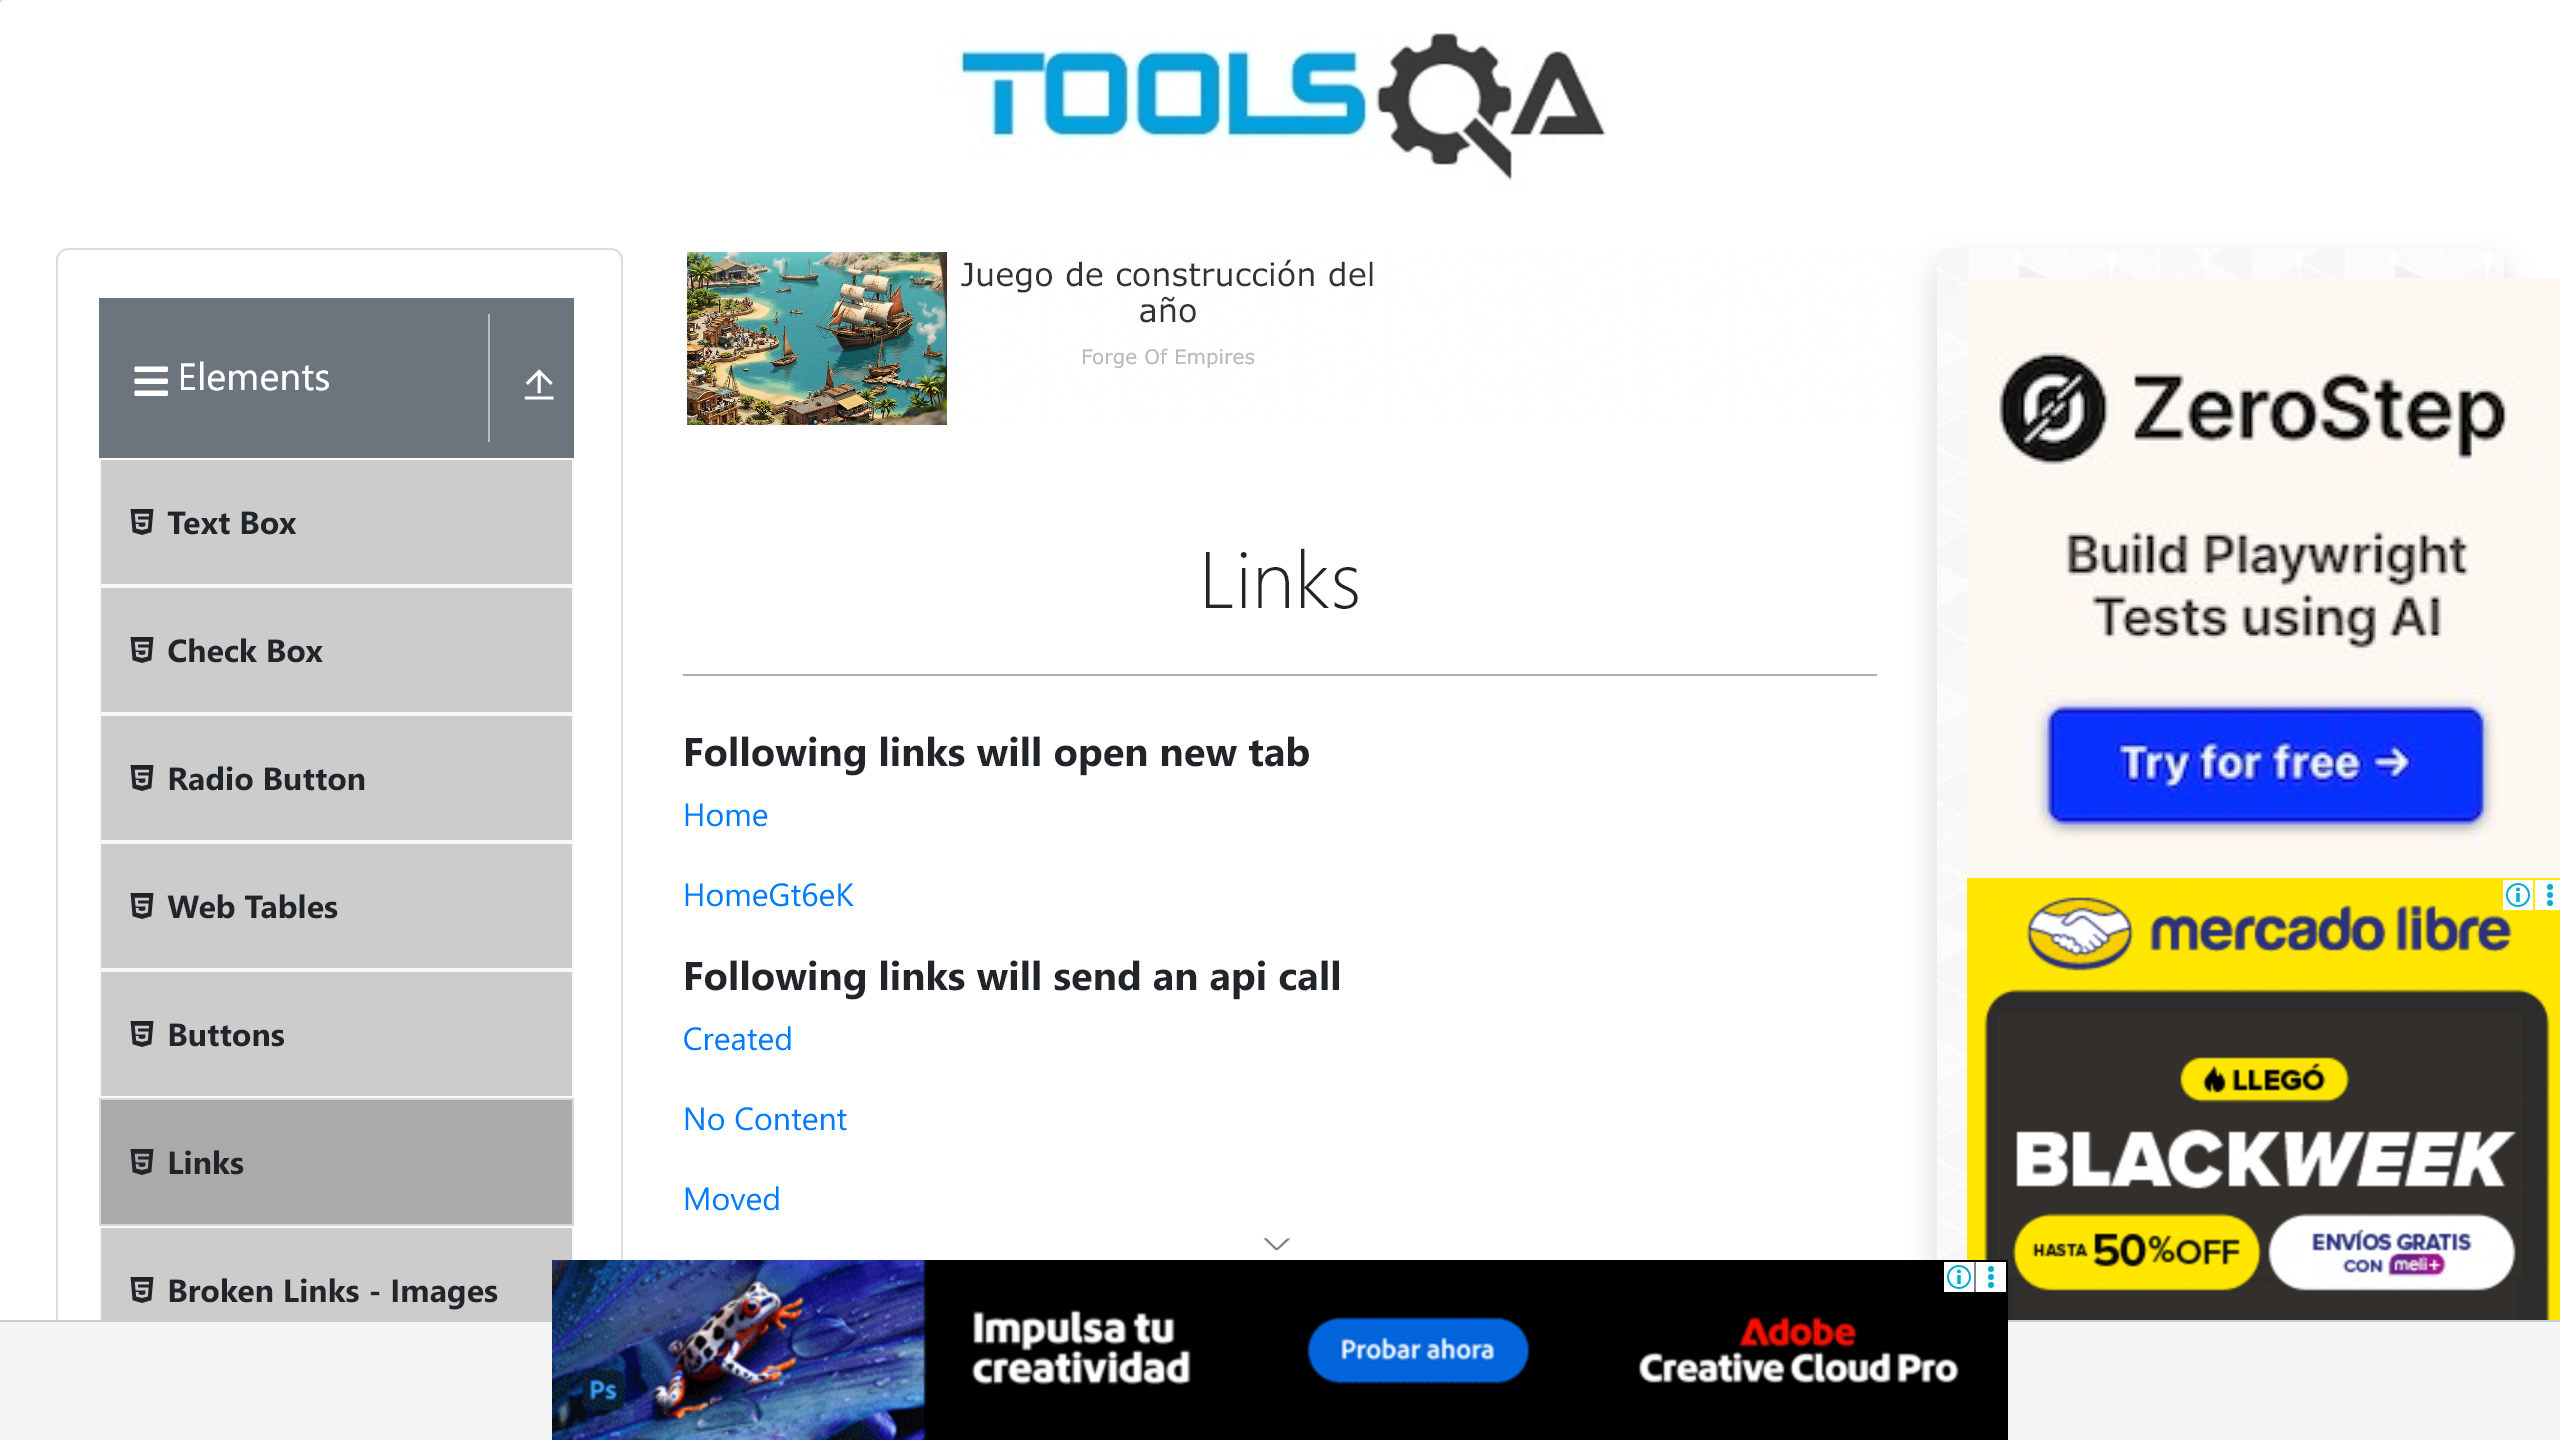 TOOLSQA
Elements
Text Box
Check Box
Radio Button
Web Tables
Buttons
Links
Broken Links - Images
Juego de construcción del
año
Forge Of Empires
Links
Following links will open new tab
Home
HomeGt6eK
Following links will send an api call
Created
No Content
Moved
ZeroStep
Build Playwright
Tests using AI
Try for free →
mercado libre
LLEGÓ
BLACKWEEK
HASTA 50%OFF
ENVÍOS GRATIS
CON meli+
Ps
Impulsa tu
creatividad
Probar ahora
Adobe
Creative Cloud Pro